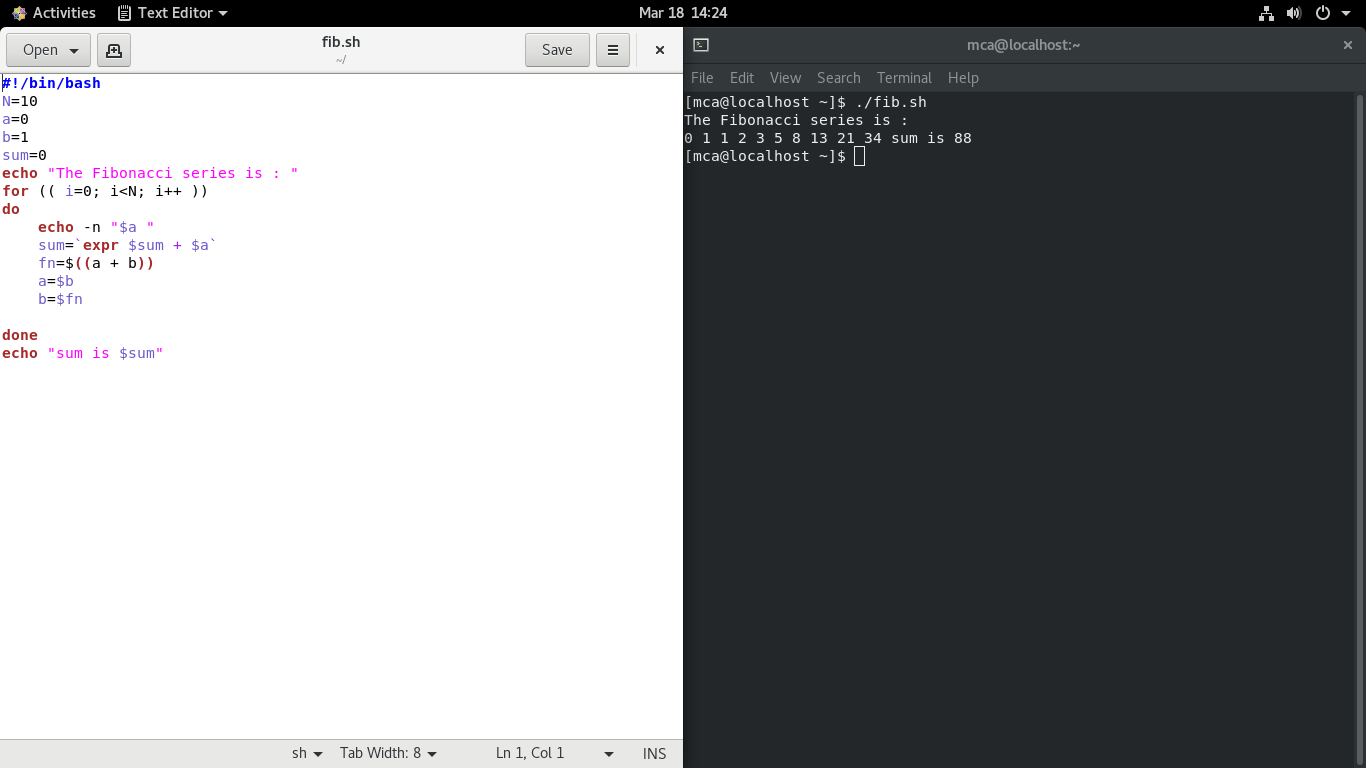 Activities Text Editor Mar 18 14:24
Open fib.sh Save
~/
#!/bin/bash
N=10
a=0
b=1
sum=0
echo "The Fibonacci series is : "
for (( i=0; i<N; i++ ))
do
    echo -n "$a "
    sum=`expr $sum + $a`
    fn=$((a + b))
    a=$b
    b=$fn

done
echo "sum is $sum"
sh Tab Width: 8 Ln 1, Col 1 INS
mca@localhost:~
File Edit View Search Terminal Help
[mca@localhost ~]$ ./fib.sh
The Fibonacci series is :
0 1 1 2 3 5 8 13 21 34 sum is 88
[mca@localhost ~]$